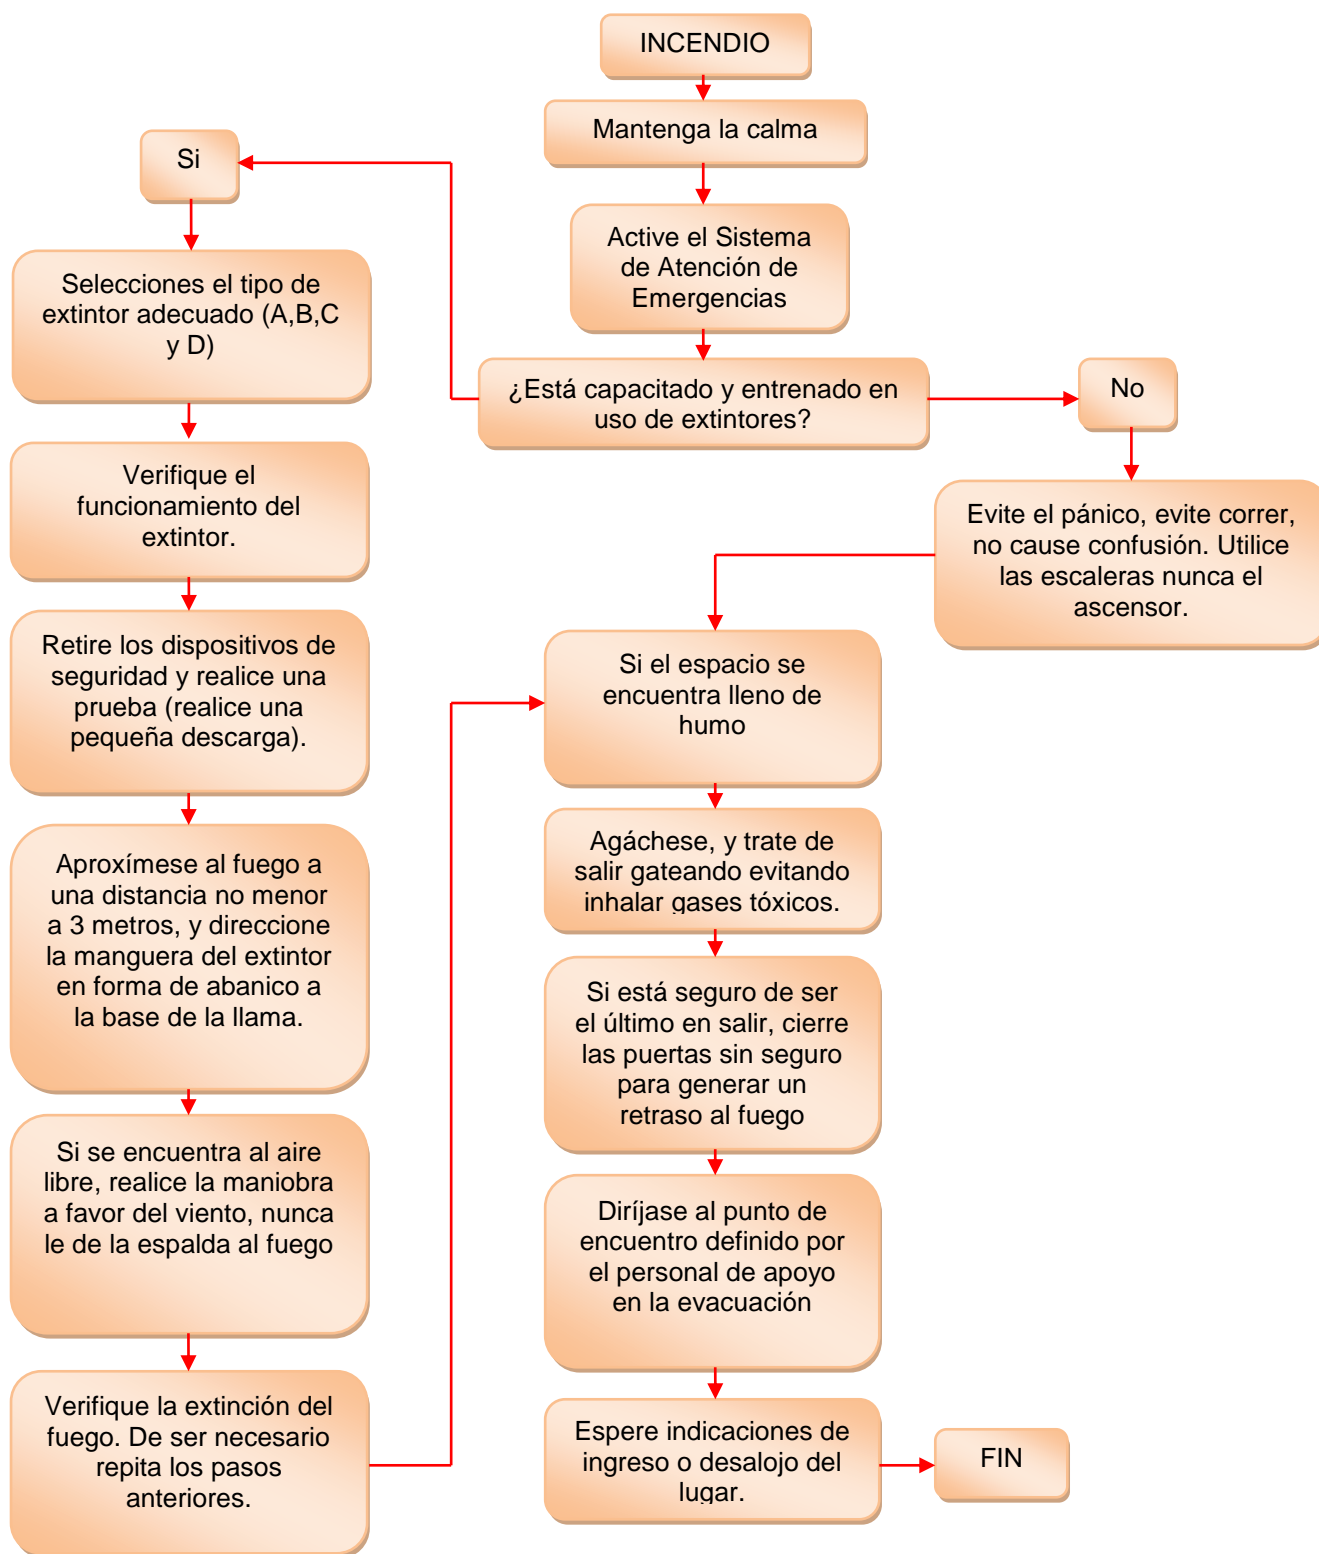 INCENDIO
Mantenga la calma
Active el Sistema
de Atención de
Emergencias
¿Está capacitado y entrenado en
uso de extintores?
Si
Selecciones el tipo de
extintor adecuado (A,B,C
y D)
Verifique el
funcionamiento del
extintor.
Retire los dispositivos de
seguridad y realice una
prueba (realice una
pequeña descarga).
Aproxímese al fuego a
una distancia no menor
a 3 metros, y direccione
la manguera del extintor
en forma de abanico a
la base de la llama.
Si se encuentra al aire
libre, realice la maniobra
a favor del viento, nunca
le de la espalda al fuego
Verifique la extinción del
fuego. De ser necesario
repita los pasos
anteriores.
No
Evite el pánico, evite correr,
no cause confusión. Utilice
las escaleras nunca el
ascensor.
Si el espacio se
encuentra lleno de
humo
Agáchese, y trate de
salir gateando evitando
inhalar gases tóxicos.
Si está seguro de ser
el último en salir, cierre
las puertas sin seguro
para generar un
retraso al fuego
Diríjase al punto de
encuentro definido por
el personal de apoyo
en la evacuación
Espere indicaciones de
ingreso o desalojo del
lugar.
FIN